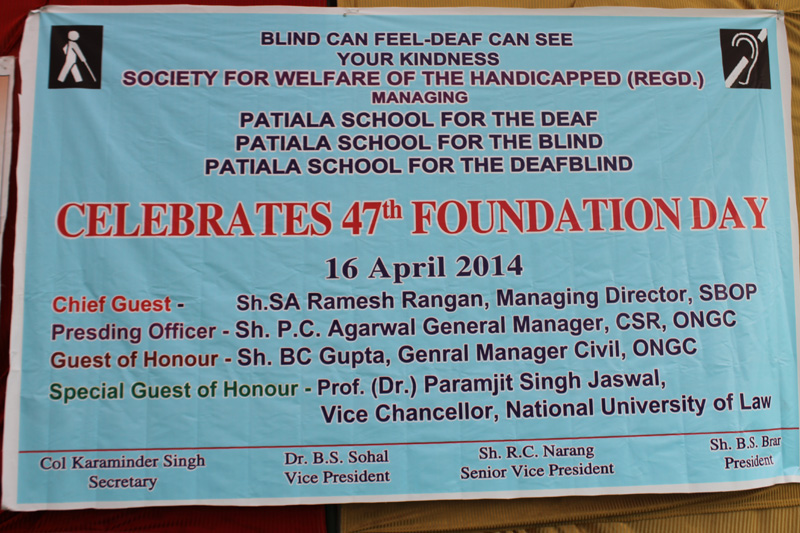 BLIND CAN FEEL-DEAF CAN SEE
YOUR KINDNESS
SOCIETY FOR WELFARE OF THE HANDICAPPED (REGD.)
MANAGING
PATIALA SCHOOL FOR THE DEAF
PATIALA SCHOOL FOR THE BLIND
PATIALA SCHOOL FOR THE DEAFBLIND
CELEBRATES 47th FOUNDATION DAY
16 April 2014
Chief Guest - Sh.SA Ramesh Rangan, Managing Director, SBOP
Presding Officer - Sh. P.C. Agarwal General Manager, CSR, ONGC
Guest of Honour - Sh. BC Gupta, Genral Manager Civil, ONGC
Special Guest of Honour - Prof. (Dr.) Paramjit Singh Jaswal,
Vice Chancellor, National University of Law
Col Karaminder Singh
Secretary
Dr. B.S. Sohal
Vice President
Sh. R.C. Narang
Senior Vice President
Sh. B.S. Brar
President